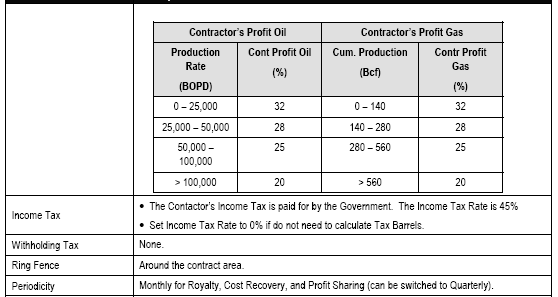 Contractor's Profit Oil Contractor's Profit Gas
Production Rate (BOPD) Cont Profit Oil (%) Cum. Production (Bcf) Contr Profit Gas (%)
0 – 25,000 32 0 – 140 32
25,000 – 50,000 28 140 – 280 28
50,000 – 100,000 25 280 – 560 25
> 100,000 20 > 560 20
Income Tax
• The Contactor's Income Tax is paid for by the Government. The Income Tax Rate is 45%
• Set Income Tax Rate to 0% if do not need to calculate Tax Barrels.
Withholding Tax None.
Ring Fence Around the contract area.
Periodicity Monthly for Royalty, Cost Recovery, and Profit Sharing (can be switched to Quarterly).